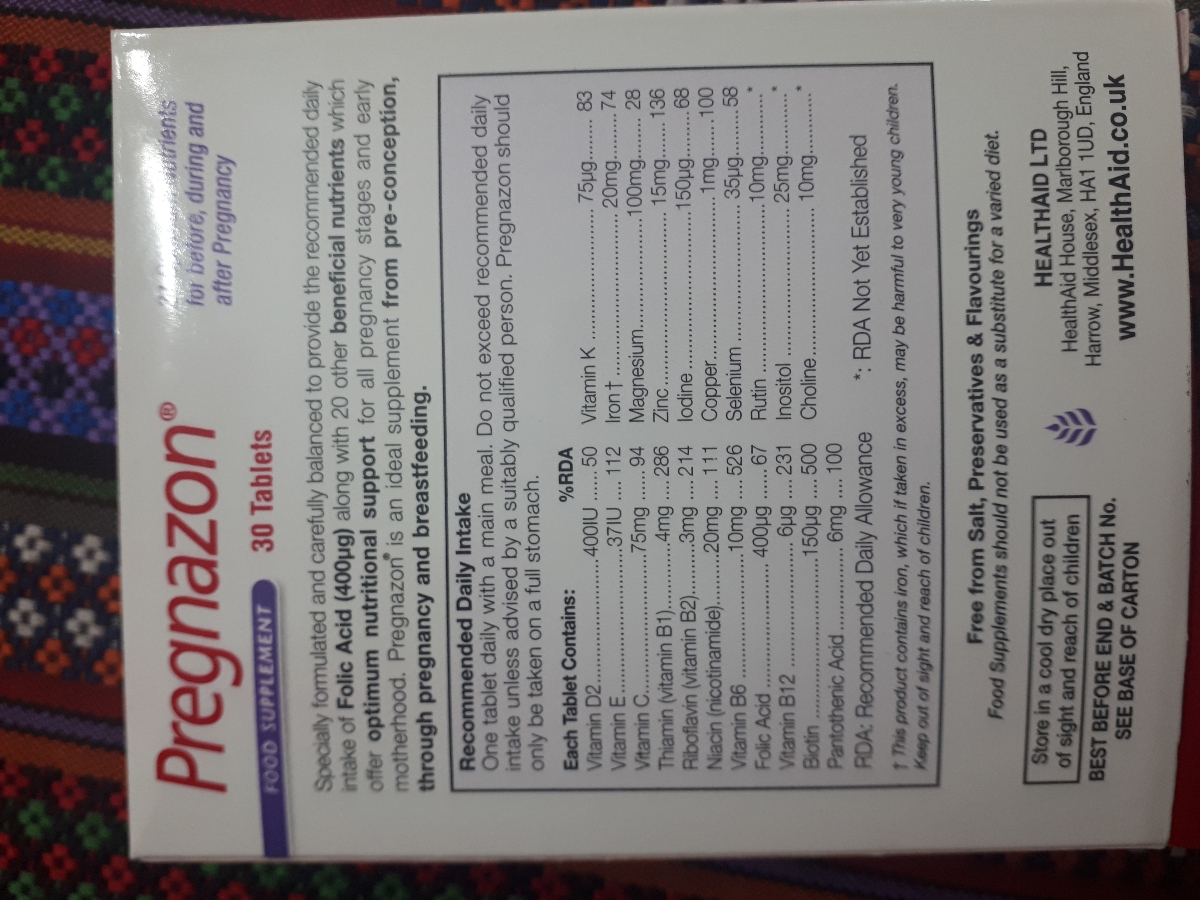 Pregnazon®
FOOD SUPPLEMENT
30 Tablets
for before, during and
after Pregnancy
Specially formulated and carefully balanced to provide the recommended daily
intake of Folic Acid (400µg) along with 20 other beneficial nutrients which
offer optimum nutritional support for all pregnancy stages and early
motherhood. Pregnazon® is an ideal supplement from pre-conception,
through pregnancy and breastfeeding.
Recommended Daily Intake
One tablet daily with a main meal. Do not exceed recommended daily
intake unless advised by a suitably qualified person. Pregnazon should
only be taken on a full stomach.
Each Tablet Contains: %RDA
Vitamin D2 400IU 50
Vitamin E 37IU 112
Vitamin C 75mg 94
Thiamin (vitamin B1) 4mg 286
Riboflavin (vitamin B2) 3mg 214
Niacin (nicotinamide) 20mg 111
Vitamin B6 10mg 526
Folic Acid 400µg 67
Vitamin B12 6µg 231
Biotin 150µg 500
Pantothenic Acid 6mg 100
Vitamin K 75µg 83
Iron† 20mg 74
Magnesium 100mg 28
Zinc 15mg 136
Iodine 150µg 68
Copper 1mg 100
Selenium 35µg 58
Rutin 10mg *
Inositol 25mg *
Choline 10mg *
RDA: Recommended Daily Allowance *: RDA Not Yet Established
† This product contains iron, which if taken in excess, may be harmful to very young children.
Keep out of sight and reach of children.
Free from Salt, Preservatives & Flavourings
Food Supplements should not be used as a substitute for a varied diet.
Store in a cool dry place out
of sight and reach of children
BEST BEFORE END & BATCH No.
SEE BASE OF CARTON
HEALTHAID LTD
HealthAid House, Marlborough Hill,
Harrow, Middlesex, HA1 1UD, England
www.HealthAid.co.uk